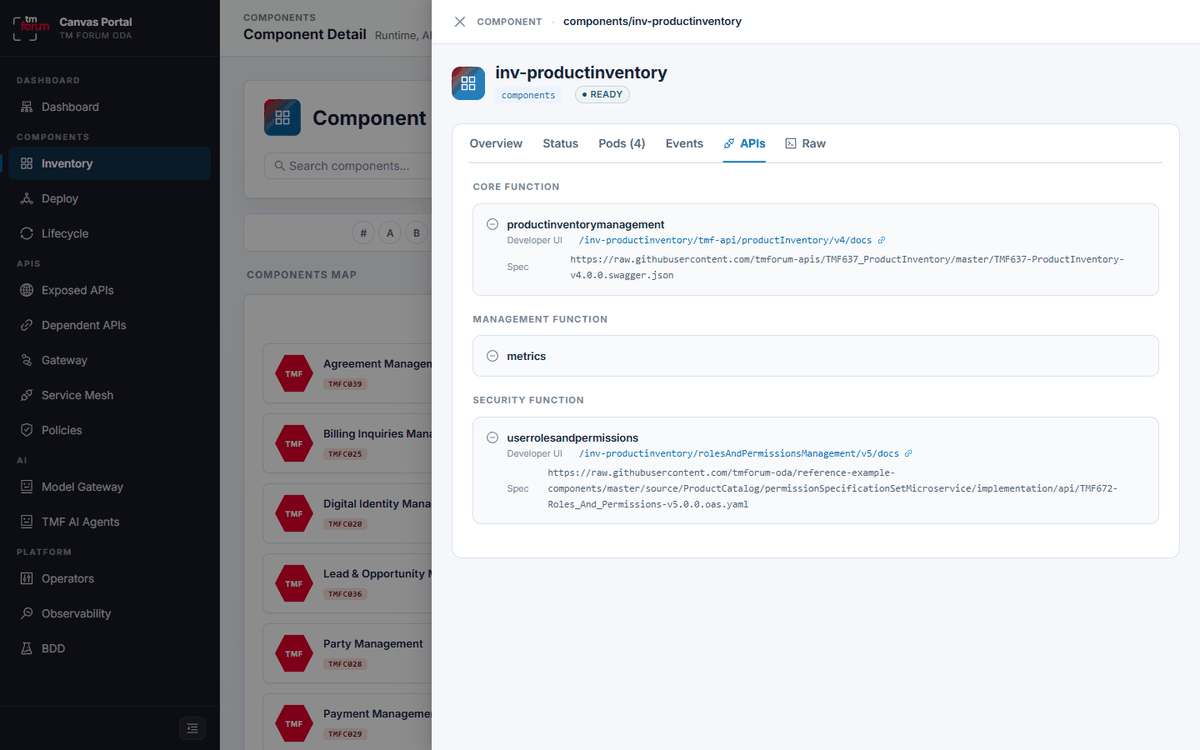 tm
forum
Canvas Portal
TM FORUM ODA
DASHBOARD
Dashboard
COMPONENTS
Inventory
Deploy
Lifecycle
APIS
Exposed APIs
Dependent APIs
Gateway
Service Mesh
Policies
AI
Model Gateway
TMF AI Agents
PLATFORM
Operators
Observability
BDD
COMPONENTS
Component Detail Runtime, A
Component
Search components...
# A B
COMPONENTS MAP
TMF Agreement Managem
TMFC039
TMF Billing Inquiries Mana
TMFC025
TMF Digital Identity Mana
TMFC020
TMF Lead & Opportunity
TMFC036
TMF Party Management
TMFC028
TMF Payment Manageme
TMFC029
COMPONENT · components/inv-productinventory
inv-productinventory
components READY
Overview Status Pods (4) Events APIs Raw
CORE FUNCTION
productinventorymanagement
Developer UI /inv-productinventory/tmf-api/productInventory/v4/docs
Spec https://raw.githubusercontent.com/tmforum-apis/TMF637_ProductInventory/master/TMF637-ProductInventory-
v4.0.0.swagger.json
MANAGEMENT FUNCTION
metrics
SECURITY FUNCTION
userrolesandpermissions
Developer UI /inv-productinventory/rolesAndPermissionsManagement/v5/docs
https://raw.githubusercontent.com/tmforum-oda/reference-example-
Spec components/master/source/ProductCatalog/permissionSpecificationSetMicroservice/implementation/api/TMF672-
Roles_And_Permissions-v5.0.0.oas.yaml